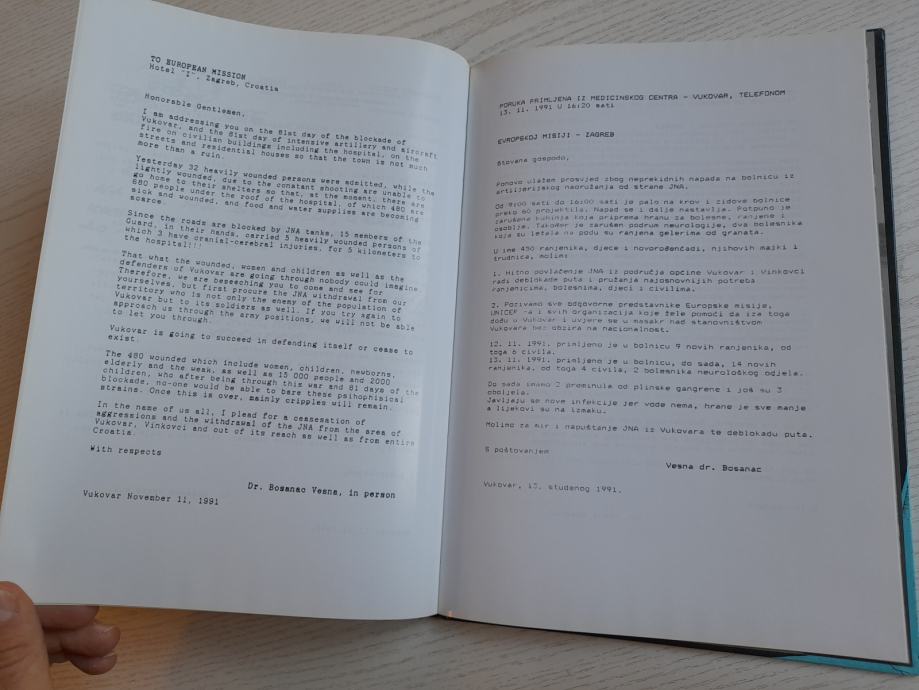 TO EUROPEAN MISSION
Hotel "I", Zagreb, Croatia
Honorable Gentlemen,
I am addressing you on the 81st day of the blockade of
Vukovar, and the 81st day of intensive artillery and aircraft
fire on civilian buildings including the hospital, on the
streets and residential houses so that the town is not much
more than a ruin.
Yesterday 32 heavily wounded persons were admitted, while the
lightly wounded, due to the constant shooting are unable to
go home to their shelters so that, at the moment, there are
680 people under the roof of the hospital, of which 480 are
sick and wounded, and food and water supplies are becoming
scarce.
Since the roads are blocked by JNA tanks, 15 members of the
Guard, in their hands, carried 5 heavily wounded persons of
which 3 have cranial-cerebral injuries, for 5 kilometers to
the hospital!!!
That what the wounded, women and children as well as the
defenders of Vukovar are going through nobody could imagine
Therefore, we are beseeching you to come and see for
yourselves, but first procure the JNA withdrawal from our
territory who is not only the enemy of the population of
Vukovar but to its soldiers as well. If you try again to
approach us through the army positions, we will not be able
to let you through.
Vukovar is going to succeed in defending itself or cease to
exist.
The 480 wounded which include women, children, newborns,
elderly and the weak, as well as 15 000 people and 2000
children, who after being through this war and 81 days of the
blockade, no-one would be able to bare these psihophisical
strains. Once this is over, mainly cripples will remain.
In the name of us all, I plead for a ceasesation of
aggressions and the withdrawal of the JNA from the area of
Vukovar, Vinkovci and out of its reach as well as from entire
Croatia.
With respects
Dr. Bosanac Vesna, in person
Vukovar November 11, 1991
PORUKA PRIMLJENA IZ MEDICINSKOG CENTRA - VUKOVAR, TELEFONOM
13. 11. 1991 U 16:20 sati
EVROPSKOJ MISIJI - ZAGREB
Štovana gospodo,
Ponovo ulažem prosvjed zbog neprekidnih napada na bolnicu iz
artiljerijskog naoružanja od strane JNA.
Od 9:00 sati do 16:00 sati je palo na krov i zidove bolnice
preko 60 projektila. Napad se i dalje nastavlja. Potpuno je
zarušena kuhinja koja priprema hranu za bolesne, ranjene i
osoblje. Također je zarušen podrum neurologije, dva bolesnika
koja su ležala na podu su ranjena gelerima od granata.
U ime 450 ranjenika, djece i novorođenčadi, njihovih majki i
trudnica, molim:
1. Hitno povlačenje JNA iz područja općine Vukovar i Vinkovci
radi deblokade puta i pružanja najosnovnijih potreba
ranjenicima, bolesnima, djeci i civilima.
2. Pozivamo sve odgovorne predstavnike Europske misije,
UNICEF -a i svih organizacija koje žele pomoći da iza toga
dođu u Vukovar i uvjere se u masakr nad stanovništvom
Vukovara bez obzira na nacionalnost.
12. 11. 1991. primljeno je u bolnicu 9 novih ranjenika, od
toga 6 civila.
13. 11. 1991. primljeno je u bolnicu, do sada, 14 novih
ranjenika, od toga 4 civila, 2 bolesnika neurološkog odjela.
Do sada imamo 2 preminula od plinske gangrene i još su 3
oboljela.
Javljaju se nove infekcije jer vode nema, hrane je sve manje
a lijekovi su na izmaku.
Molimo za mir i napuštanje JNA iz Vukovara te deblokadu puta.
S poštovanjem
Vesna dr. Bosanac
Vukovar, 13. studenog 1991.